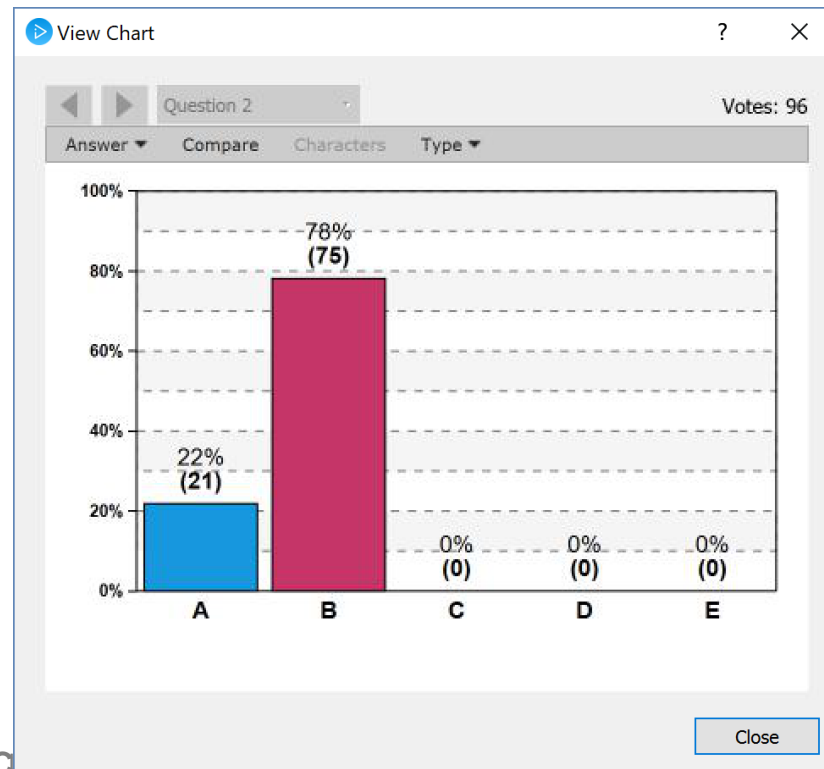 View Chart ?
Question 2 Votes: 96
Answer Compare Characters Type
100%
78%
(75)
80%
60%
40%
22%
(21)
20%
0% 0% 0%
(0) (0) (0)
0%
A B C D E
Close